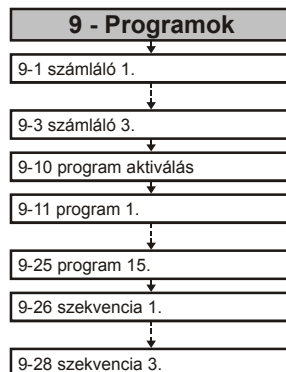 9 - Programok
9-1 számláló 1.
9-3 számláló 3.
9-10 program aktiválás
9-11 program 1.
9-25 program 15.
9-26 szekvencia 1.
9-28 szekvencia 3.